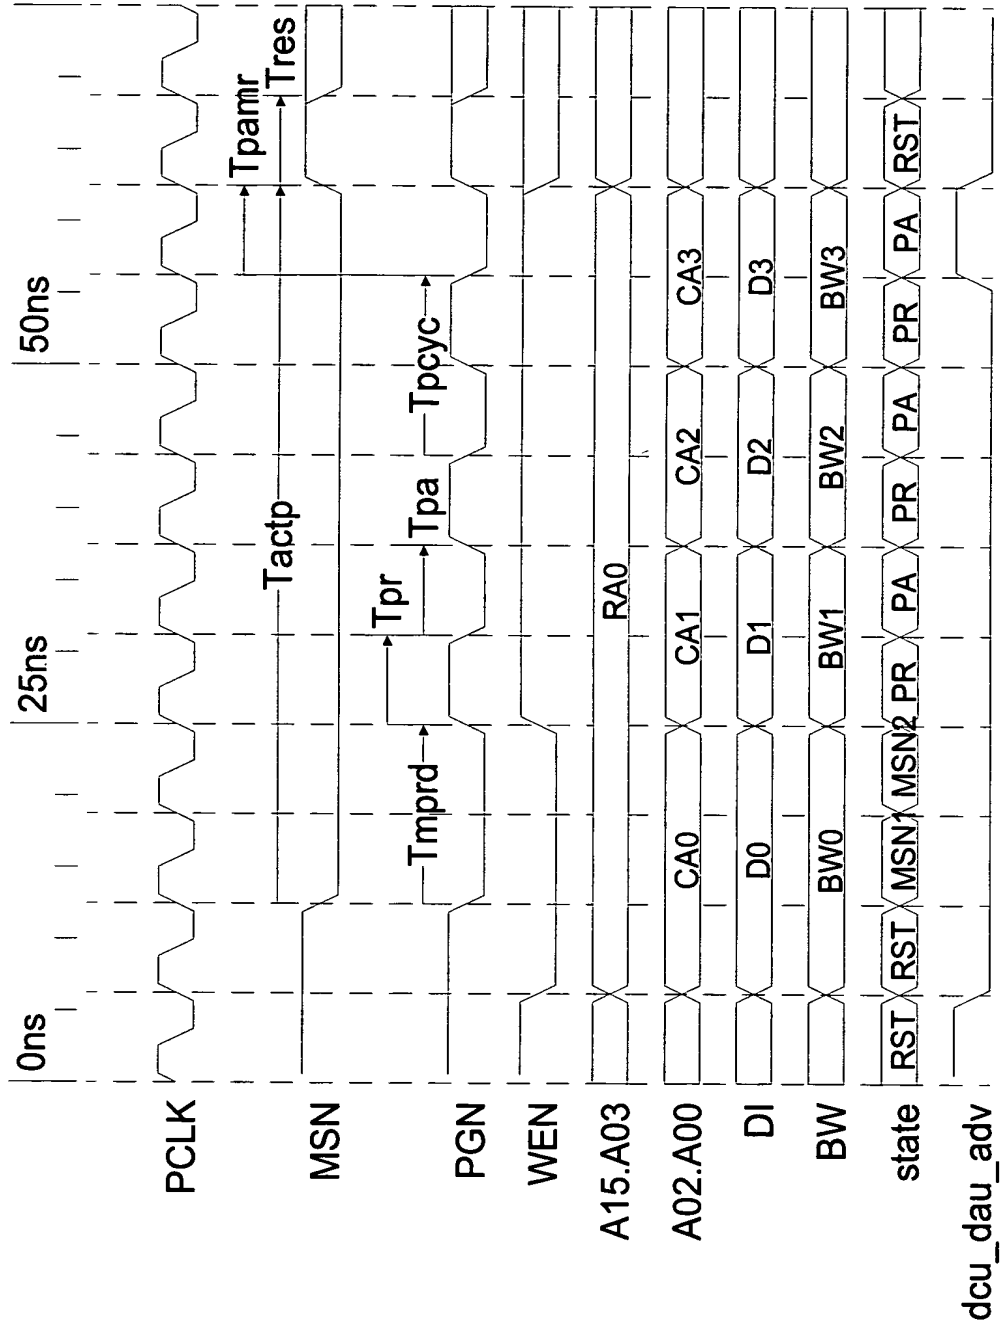 0ns 25ns 50ns
PCLK
Tpamr
MSN Tactp Tres
Tpr
PGN Tmprd Tpa Tpcyc
WEN
A15.A03 RA0
A02.A00 CA0 CA1 CA2 CA3
DI D0 D1 D2 D3
BW BW0 BW1 BW2 BW3
state RST RST MSN1 MSN2 PR PA PR PA PR PA RST
dcu_dau_adv